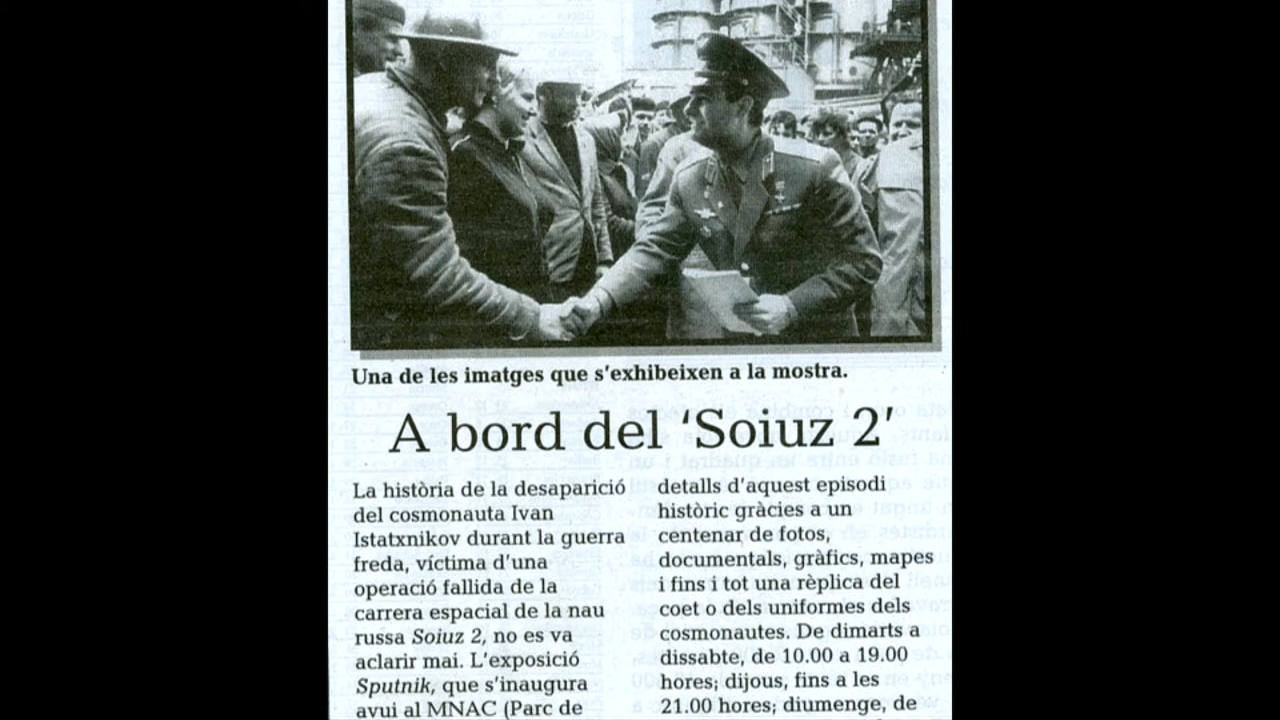 Una de les imatges que s'exhibeixen a la mostra.
A bord del ‘Soiuz 2’
La història de la desaparició
del cosmonauta Ivan
Istatxnikov durant la guerra
freda, víctima d'una
operació fallida de la
carrera espacial de la nau
russa Soiuz 2, no es va
aclarir mai. L'exposició
Sputnik, que s'inaugura
avui al MNAC (Parc de
detalls d'aquest episodi
històric gràcies a un
centenar de fotos,
documentals, gràfics, mapes
i fins i tot una rèplica del
coet o dels uniformes dels
cosmonautes. De dimarts a
dissabte, de 10.00 a 19.00
hores; dijous, fins a les
21.00 hores; diumenge, de